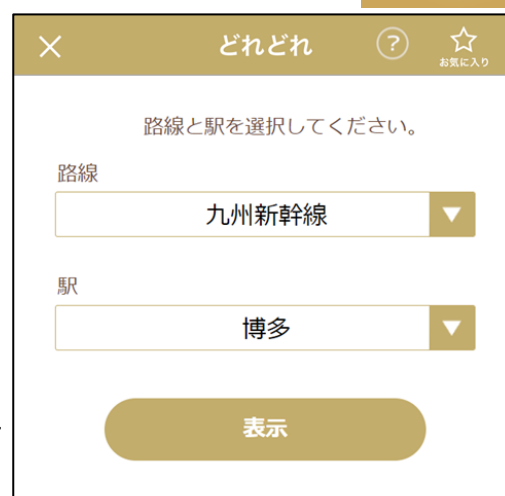 × どれどれ ? ☆
お気に入り
路線と駅を選択してください。
路線
九州新幹線 ▼
駅
博多 ▼
表示